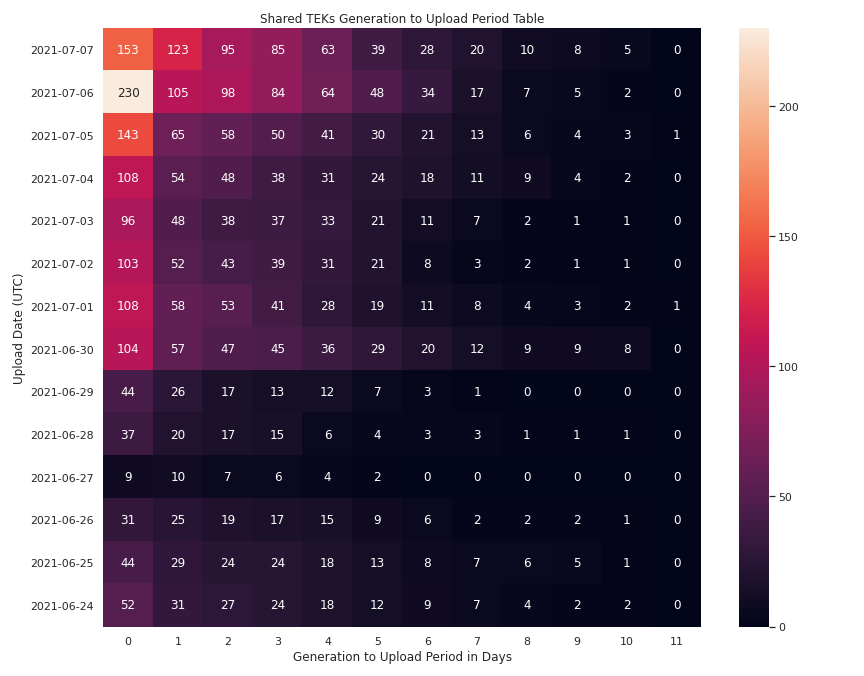 Shared TEKs Generation to Upload Period Table
Upload Date (UTC)
2021-07-07 153 123 95 85 63 39 28 20 10 8 5 0
2021-07-06 230 105 98 84 64 48 34 17 7 5 2 0
2021-07-05 143 65 58 50 41 30 21 13 6 4 3 1
2021-07-04 108 54 48 38 31 24 18 11 9 4 2 0
2021-07-03 96 48 38 37 33 21 11 7 2 1 1 0
2021-07-02 103 52 43 39 31 21 8 3 2 1 1 0
2021-07-01 108 58 53 41 28 19 11 8 4 3 2 1
2021-06-30 104 57 47 45 36 29 20 12 9 9 8 0
2021-06-29 44 26 17 13 12 7 3 1 0 0 0 0
2021-06-28 37 20 17 15 6 4 3 3 1 1 1 0
2021-06-27 9 10 7 6 4 2 0 0 0 0 0 0
2021-06-26 31 25 19 17 15 9 6 2 2 2 1 0
2021-06-25 44 29 24 24 18 13 8 7 6 5 1 0
2021-06-24 52 31 27 24 18 12 9 7 4 2 2 0
0 1 2 3 4 5 6 7 8 9 10 11
Generation to Upload Period in Days
200
150
100
50
0